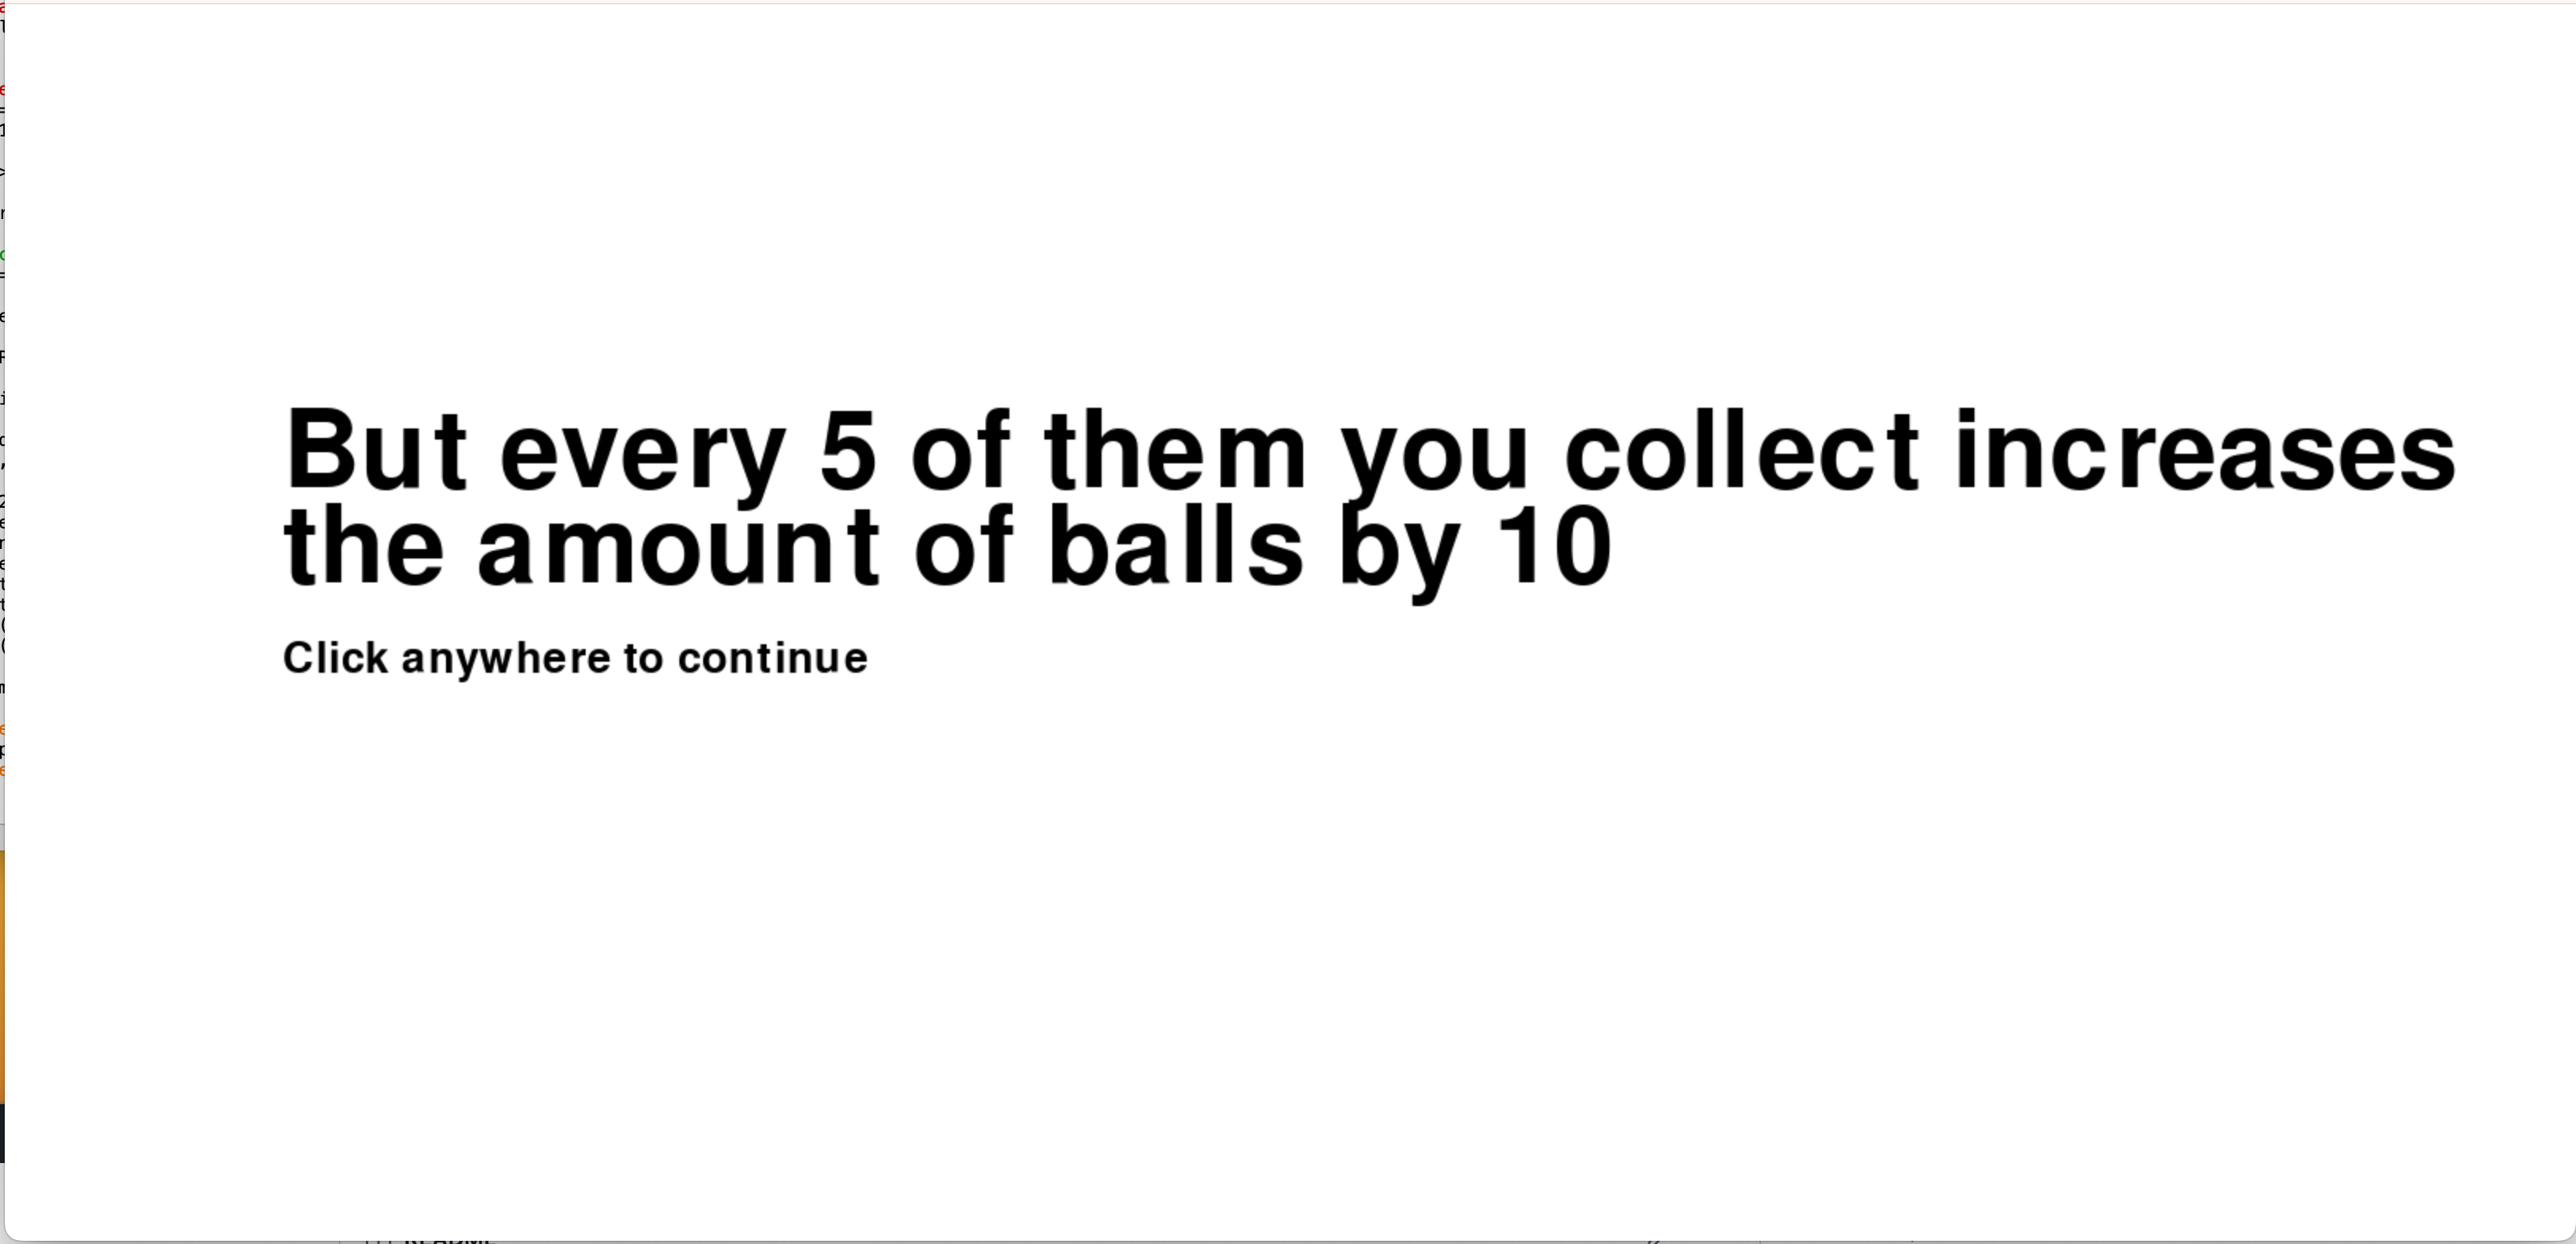 But every 5 of them you collect increases
the amount of balls by 10
Click anywhere to continue